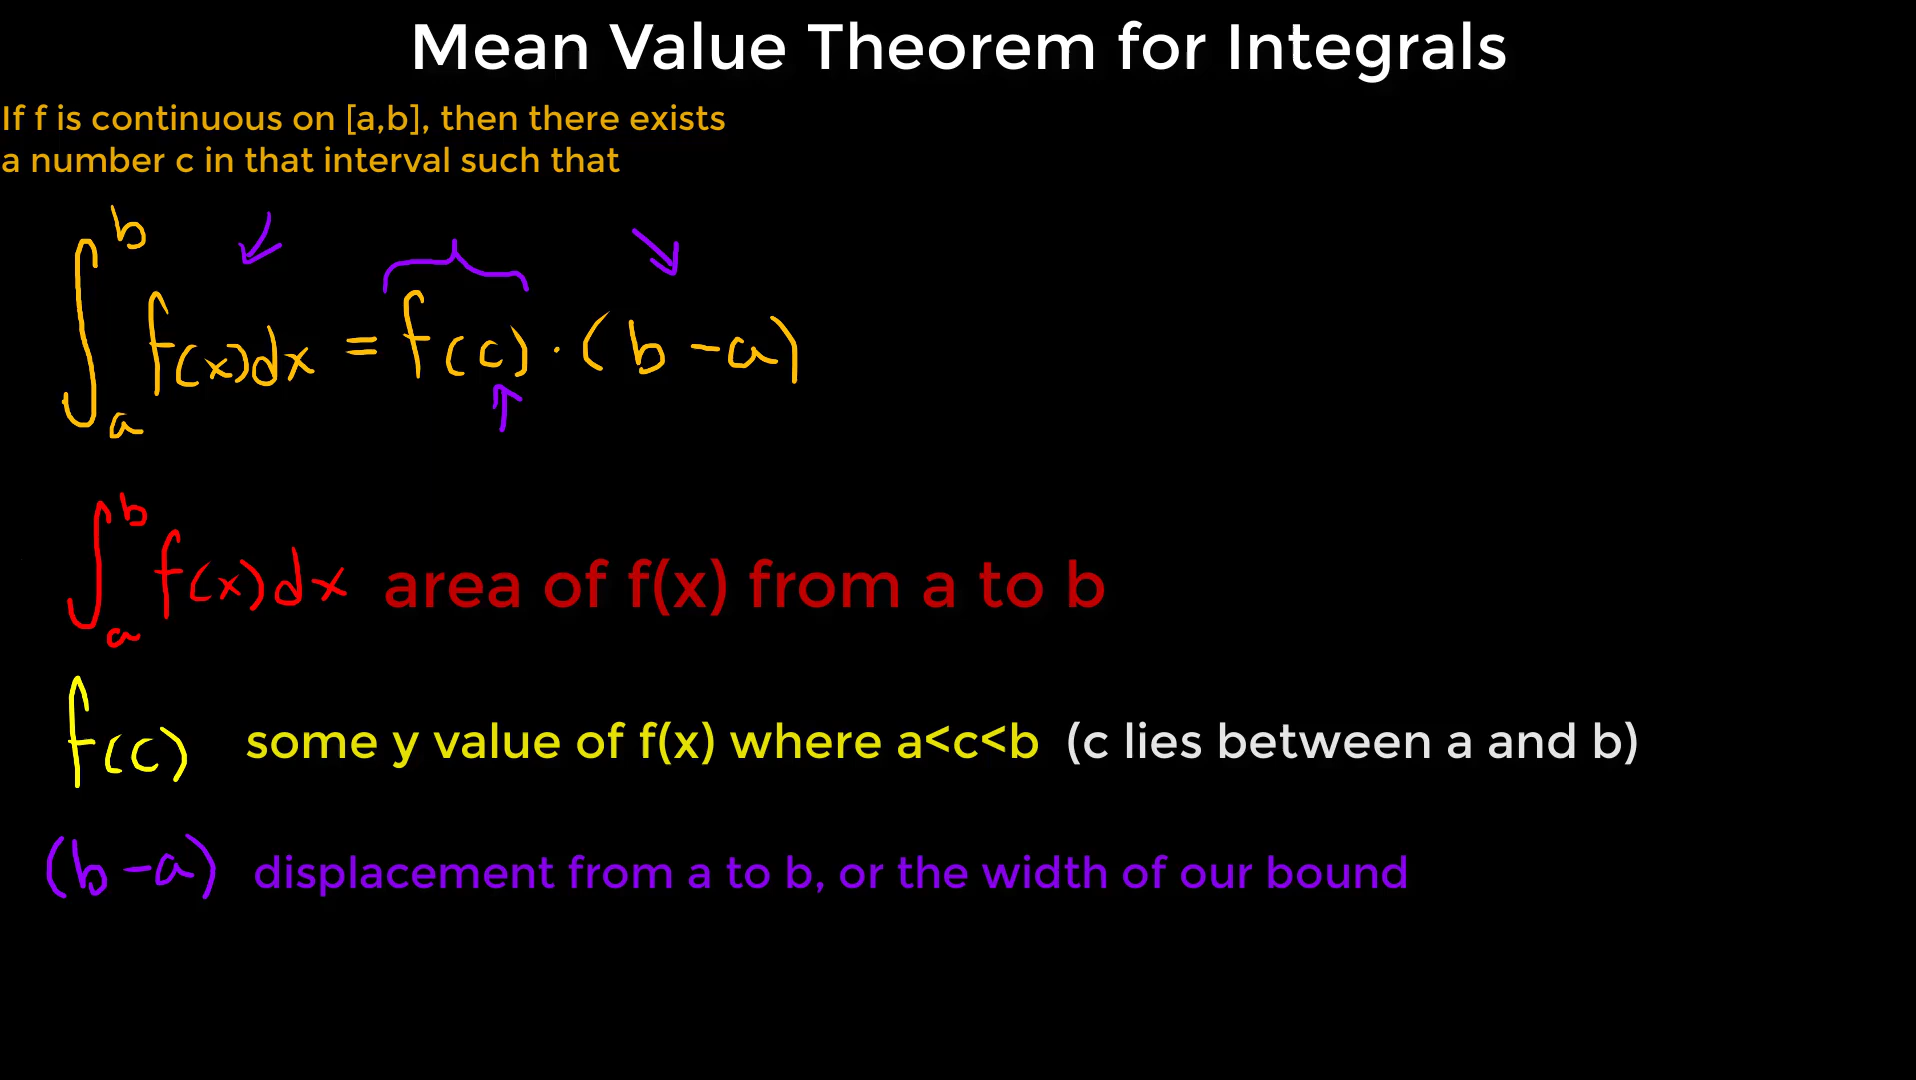 Mean Value Theorem for Integrals
If f is continuous on [a,b], then there exists
a number c in that interval such that
∫_a^b f(x)dx = f(c)·(b-a)
∫_a^b f(x)dx area of f(x) from a to b
f(c) some y value of f(x) where a<c<b (c lies between a and b)
(b-a) displacement from a to b, or the width of our bound